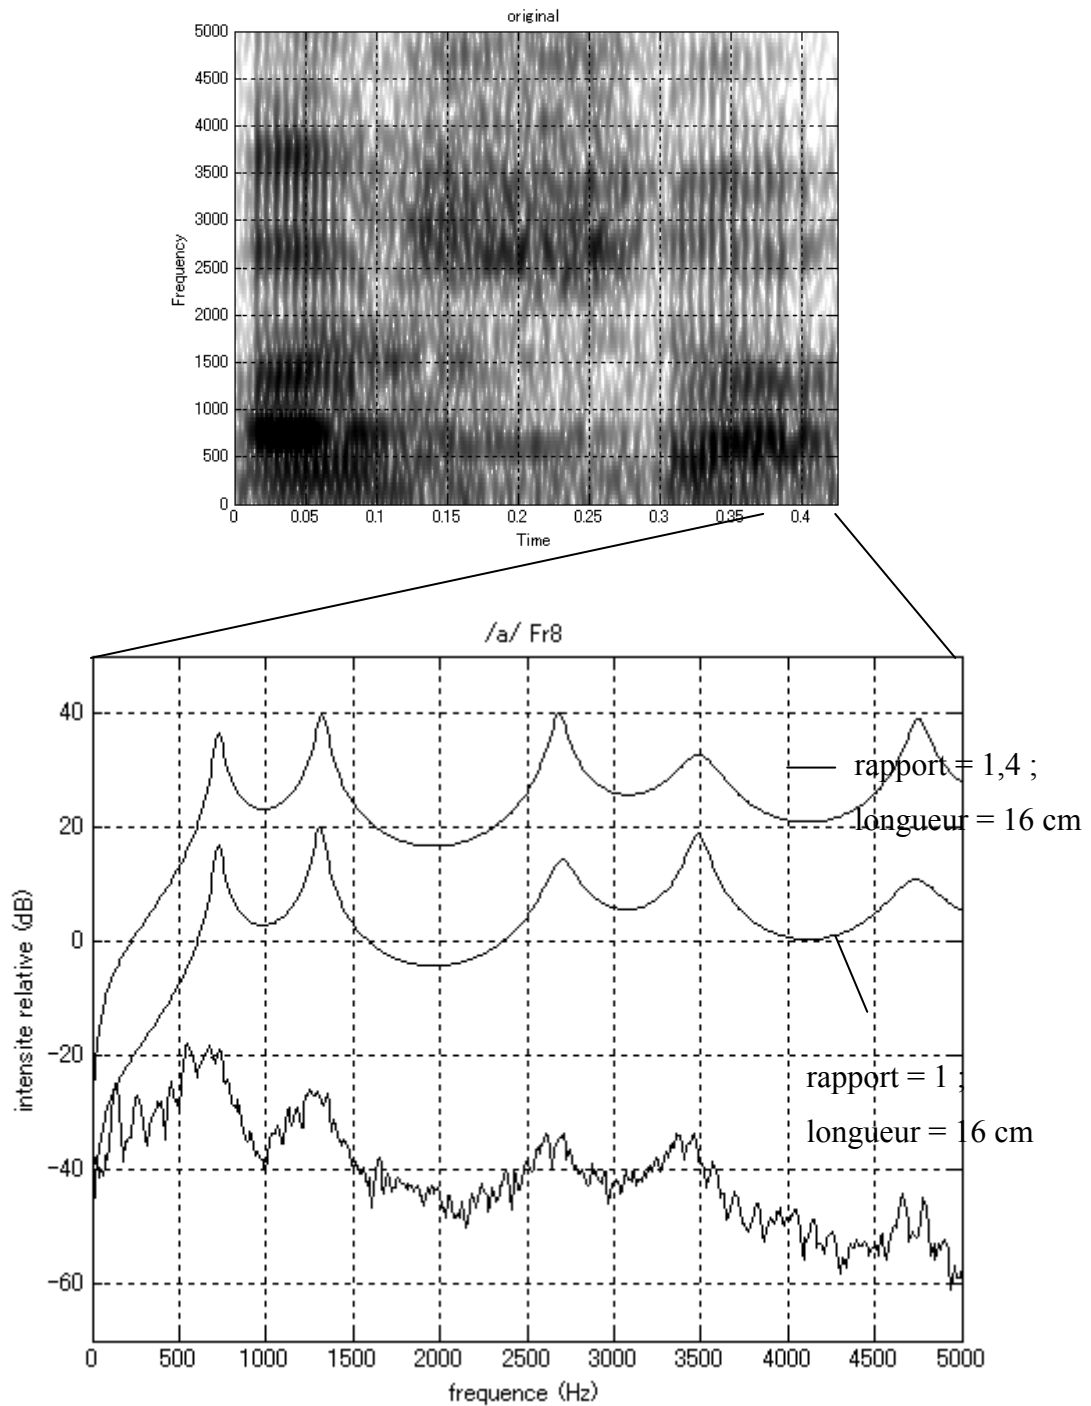 original
5000
4500
4000
3500
3000
2500
2000
1500
1000
500
0
Frequency
0 0.05 0.1 0.15 0.2 0.25 0.3 0.35 0.4
Time
/a/ Fr8
40
20
0
-20
-40
-60
intensite relative (dB)
rapport = 1,4 ;
longueur = 16 cm
rapport = 1 ;
longueur = 16 cm
0 500 1000 1500 2000 2500 3000 3500 4000 4500 5000
frequence (Hz)